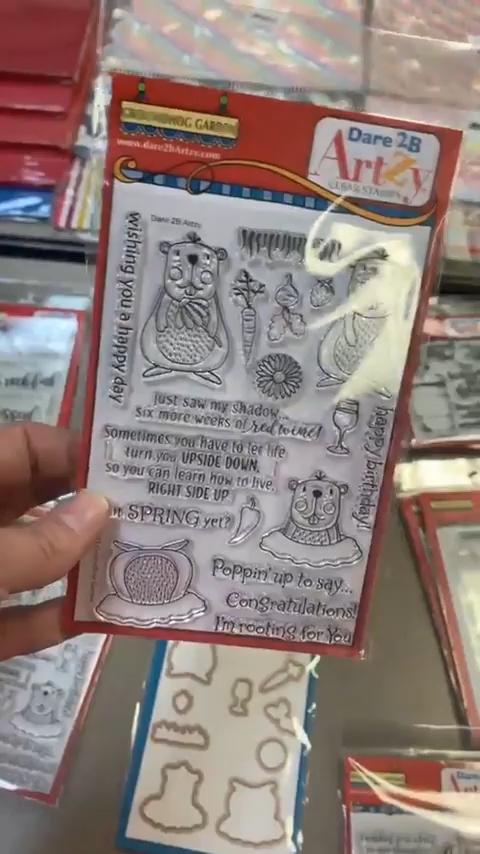 GROUNDHOG GARDEN
www.dare2bArtzy.com
Dare 2B
Artzy
CLEAR STAMPS
Dare 2B Artzy
wishing you a happy day
just saw my shadow...
six more weeks of red wine!
happy birthday!
Sometimes you have to let life
turn you UPSIDE DOWN,
so you can learn how to live,
RIGHT SIDE UP
SPRING yet?
Poppin' up to say...
Congratulations!
I'm rooting for You